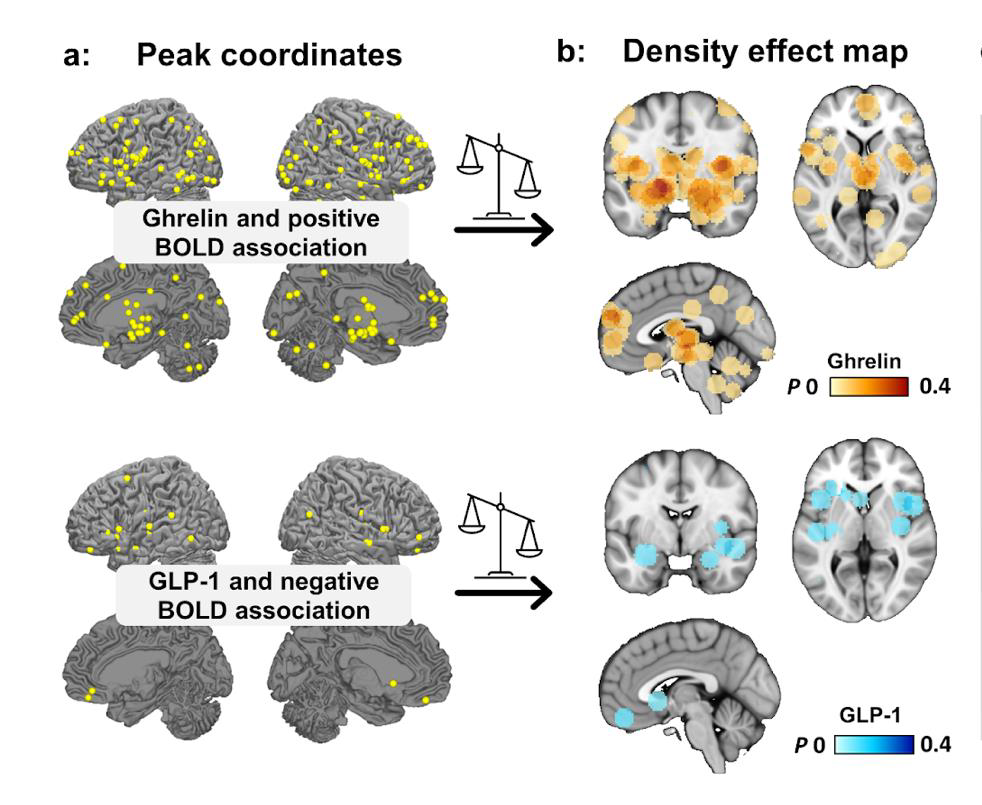 a: Peak coordinates
b: Density effect map
Ghrelin and positive
BOLD association
Ghrelin
P 0 0.4
GLP-1 and negative
BOLD association
GLP-1
P 0 0.4